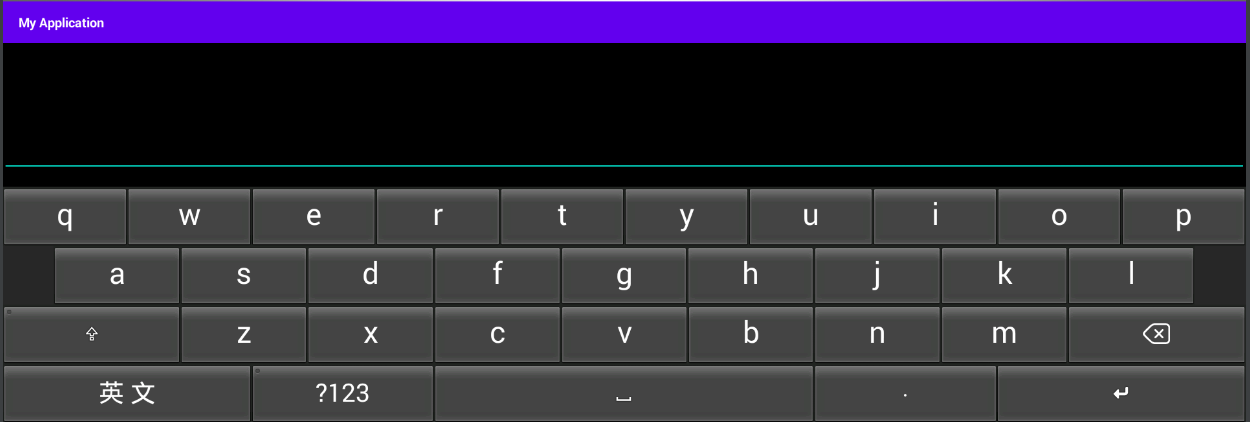 My Application
q w e r t y u i o p
a s d f g h j k l
z x c v b n m
英文 ?123 .